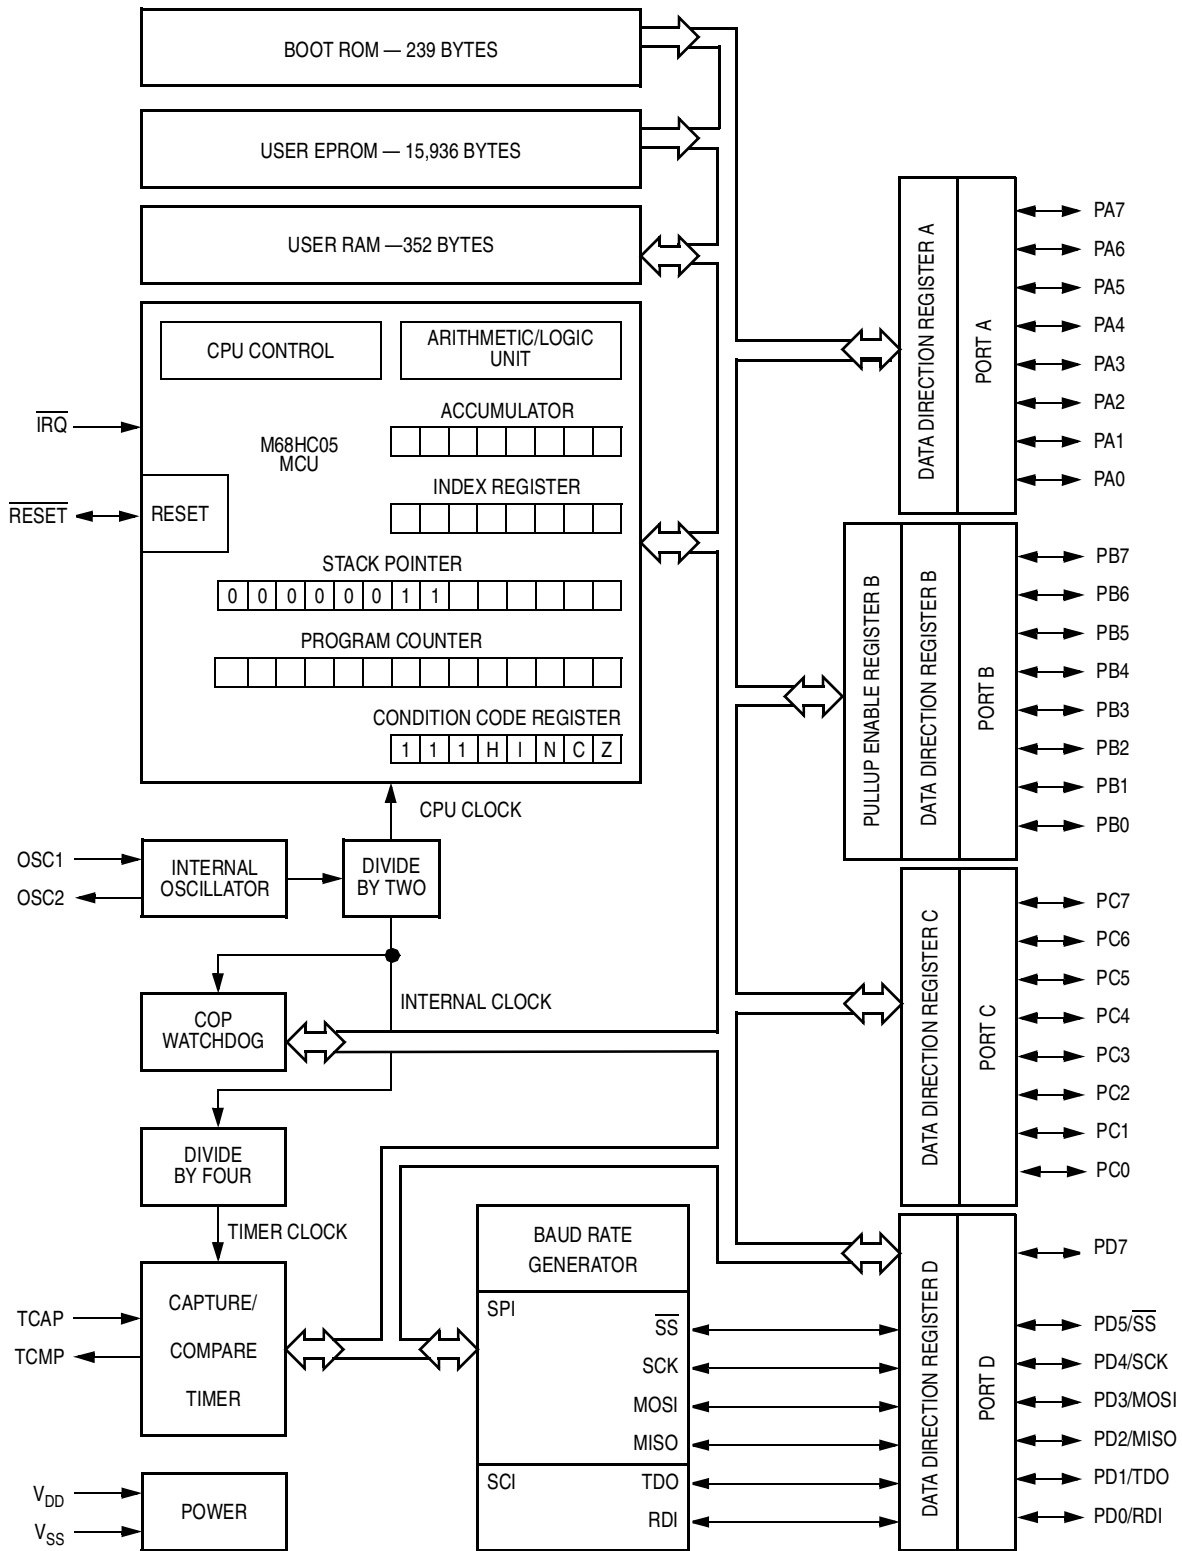 BOOT ROM — 239 BYTES
USER EPROM — 15,936 BYTES
USER RAM —352 BYTES
CPU CONTROL
ARITHMETIC/LOGIC
UNIT
ACCUMULATOR
M68HC05
MCU
INDEX REGISTER
IRQ
RESET
RESET
STACK POINTER
0 0 0 0 0 0 1 1
PROGRAM COUNTER
CONDITION CODE REGISTER
1 1 1 H I N C Z
CPU CLOCK
OSC1
OSC2
INTERNAL
OSCILLATOR
DIVIDE
BY TWO
INTERNAL CLOCK
COP
WATCHDOG
DIVIDE
BY FOUR
TIMER CLOCK
TCAP
TCMP
CAPTURE/
COMPARE
TIMER
V_DD
V_SS
POWER
BAUD RATE
GENERATOR
SPI
SS
SCK
MOSI
MISO
SCI
TDO
RDI
DATA DIRECTION REGISTER A
PORT A
PA7
PA6
PA5
PA4
PA3
PA2
PA1
PA0
PULLUP ENABLE REGISTER B
DATA DIRECTION REGISTER B
PORT B
PB7
PB6
PB5
PB4
PB3
PB2
PB1
PB0
DATA DIRECTION REGISTER C
PORT C
PC7
PC6
PC5
PC4
PC3
PC2
PC1
PC0
DATA DIRECTION REGISTER D
PORT D
PD7
PD5/SS
PD4/SCK
PD3/MOSI
PD2/MISO
PD1/TDO
PD0/RDI